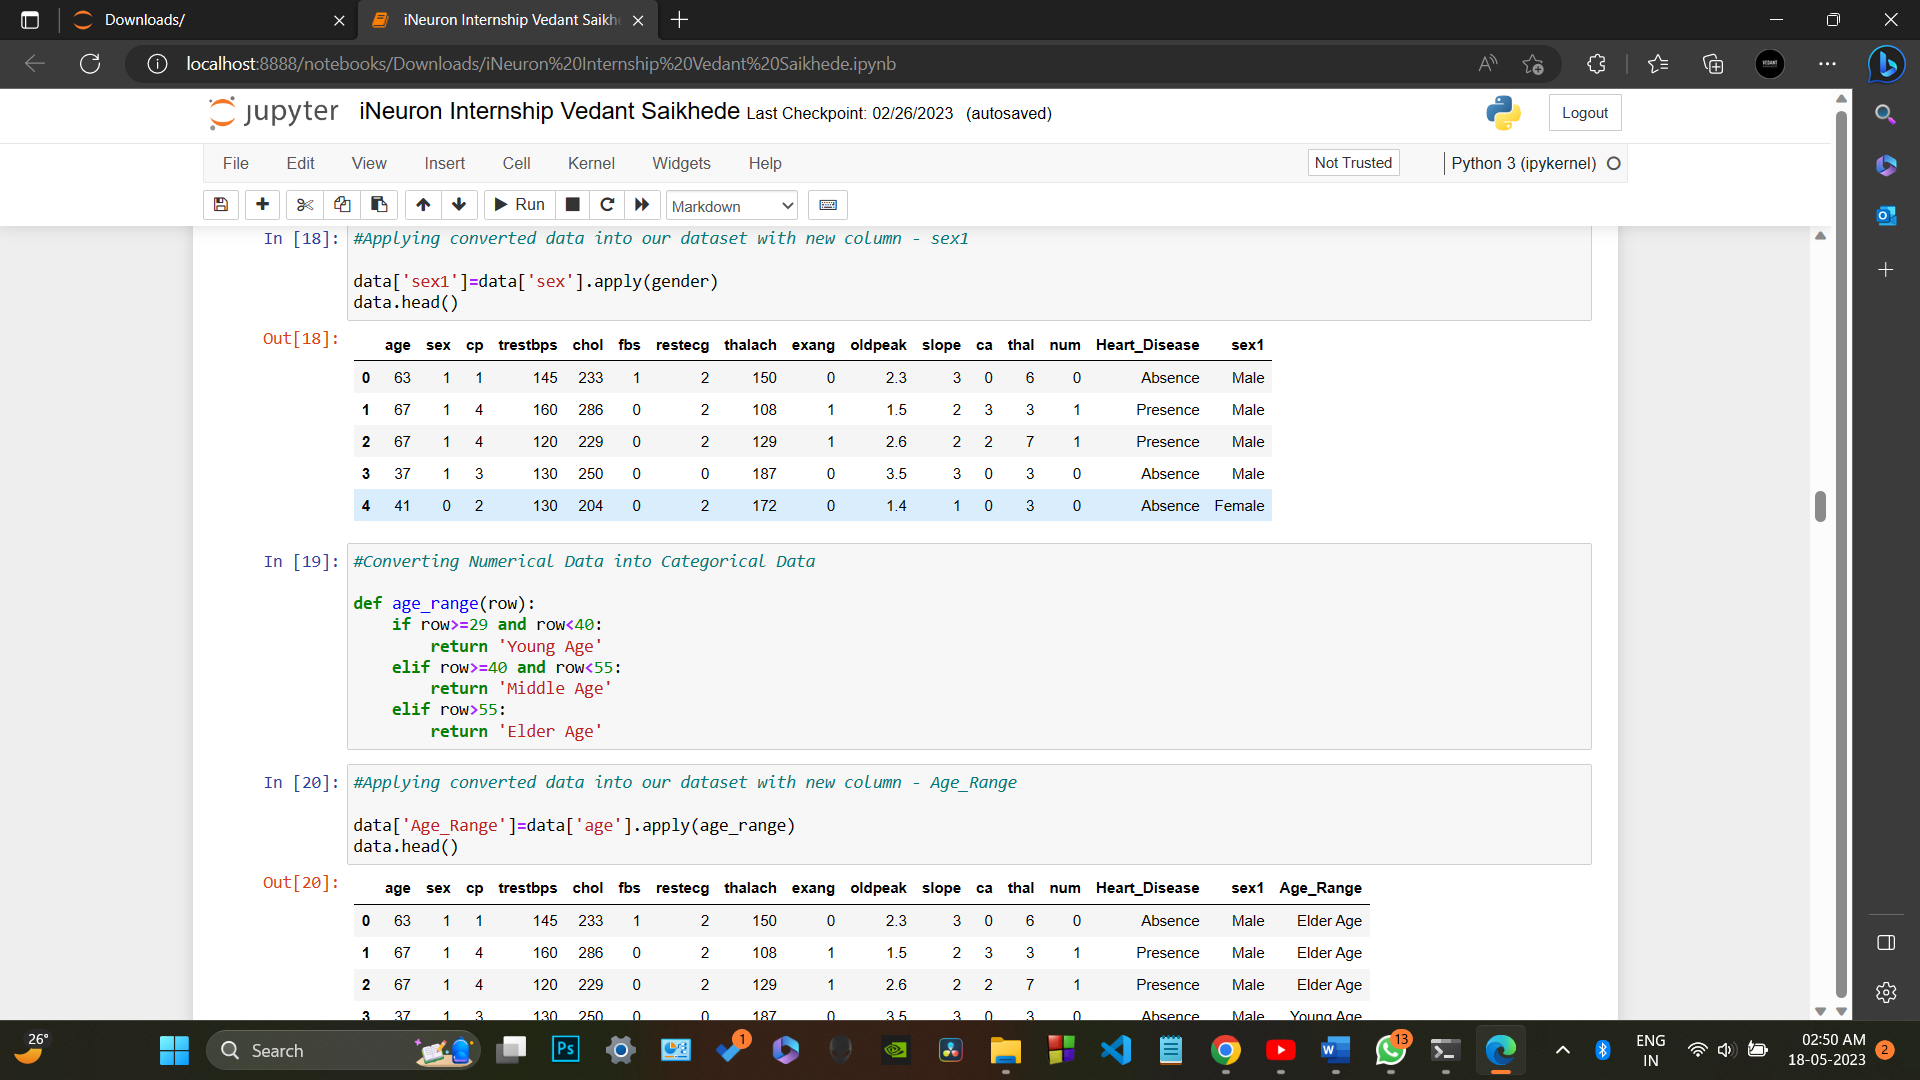 Downloads/
iNeuron Internship Vedant Saikh
localhost:8888/notebooks/Downloads/iNeuron%20Internship%20Vedant%20Saikhede.ipynb
jupyter iNeuron Internship Vedant Saikhede Last Checkpoint: 02/26/2023 (autosaved)
Logout
File Edit View Insert Cell Kernel Widgets Help
Not Trusted Python 3 (ipykernel)
Run Markdown
In [18]: #Applying converted data into our dataset with new column - sex1
data['sex1']=data['sex'].apply(gender)
data.head()
Out[18]:
age sex cp trestbps chol fbs restecg thalach exang oldpeak slope ca thal num Heart_Disease sex1
0 63 1 1 145 233 1 2 150 0 2.3 3 0 6 0 Absence Male
1 67 1 4 160 286 0 2 108 1 1.5 2 3 3 1 Presence Male
2 67 1 4 120 229 0 2 129 1 2.6 2 2 7 1 Presence Male
3 37 1 3 130 250 0 0 187 0 3.5 3 0 3 0 Absence Male
4 41 0 2 130 204 0 2 172 0 1.4 1 0 3 0 Absence Female
In [19]: #Converting Numerical Data into Categorical Data
def age_range(row):
    if row>=29 and row<40:
        return 'Young Age'
    elif row>=40 and row<55:
        return 'Middle Age'
    elif row>55:
        return 'Elder Age'
In [20]: #Applying converted data into our dataset with new column - Age_Range
data['Age_Range']=data['age'].apply(age_range)
data.head()
Out[20]:
age sex cp trestbps chol fbs restecg thalach exang oldpeak slope ca thal num Heart_Disease sex1 Age_Range
0 63 1 1 145 233 1 2 150 0 2.3 3 0 6 0 Absence Male Elder Age
1 67 1 4 160 286 0 2 108 1 1.5 2 3 3 1 Presence Male Elder Age
2 67 1 4 120 229 0 2 129 1 2.6 2 2 7 1 Presence Male Elder Age
3 37 1 3 130 250 0 0 187 0 3.5 3 0 3 0 Absence Male Young Age
26°
Search
Ps
1
13
ENG
IN
02:50 AM
18-05-2023
2